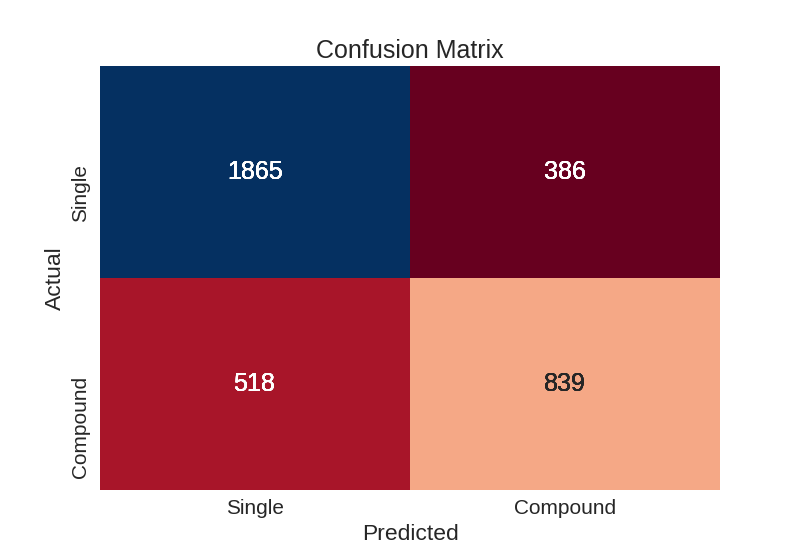 Confusion Matrix
Single
1865
386
Actual
Compound
518
839
Single
Compound
Predicted